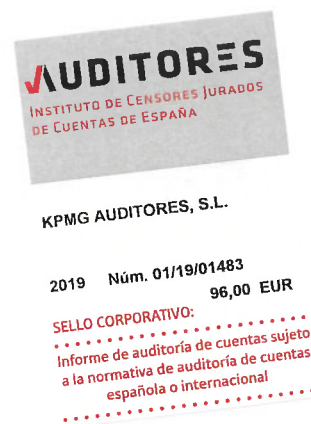 AUDITORES
INSTITUTO DE CENSORES JURADOS
DE CUENTAS DE ESPAÑA
KPMG AUDITORES, S.L.
2019 Núm. 01/19/01483
96,00 EUR
SELLO CORPORATIVO:
Informe de auditoría de cuentas sujeto
a la normativa de auditoría de cuentas
española o internacional